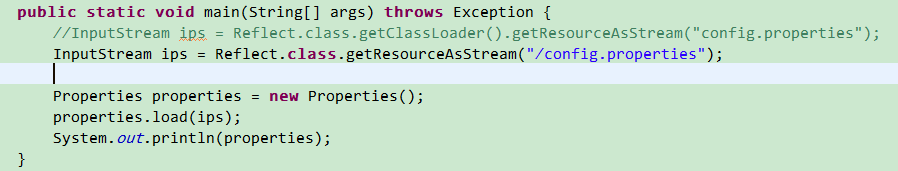 public static void main(String[] args) throws Exception {
//InputStream ips = Reflect.class.getClassLoader().getResourceAsStream("config.properties");
InputStream ips = Reflect.class.getResourceAsStream("/config.properties");
Properties properties = new Properties();
properties.load(ips);
System.out.println(properties);
}